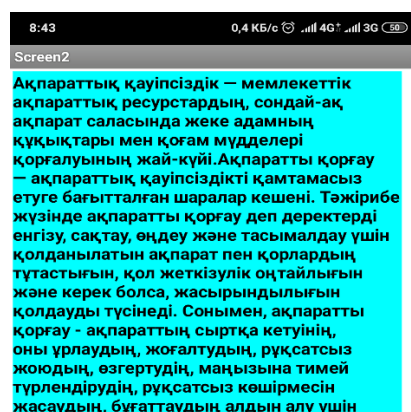 8:43 0,4 КБ/с 4G 3G 50
Screen2
Ақпараттық қауіпсіздік — мемлекеттік
ақпараттық ресурстардың, сондай-ақ
ақпарат саласында жеке адамның
құқықтары мен қоғам мүдделері
қорғалуының жай-күйі.Ақпаратты қорғау
— ақпараттық қауіпсіздікті қамтамасыз
етуге бағытталған шаралар кешені. Тәжірибе
жүзінде ақпаратты қорғау деп деректерді
енгізу, сақтау, өңдеу және тасымалдау үшін
қолданылатын ақпарат пен қорлардың
тұтастығын, қол жеткізулік оңтайлығын
және керек болса, жасырындылығын
қолдауды түсінеді. Сонымен, ақпаратты
қорғау - ақпараттың сыртқа кетуінің,
оны ұрлаудың, жоғалтудың, рұқсатсыз
жоюдың, өзгертудің, маңызына тимей
түрлендірудің, рұқсатсыз көшірмесін
жасаудың, бұғаттаудың алдын алу үшін